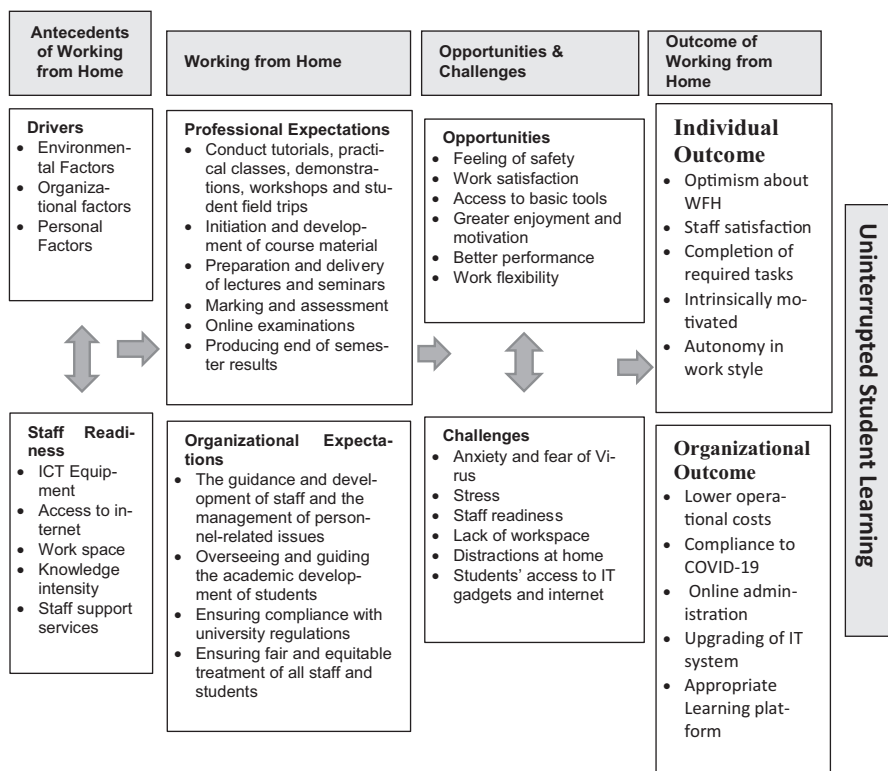 Antecedents
of Working
from Home
Working from Home
Opportunities &
Challenges
Outcome of
Working from
Home
Drivers
• Environmen-
tal Factors
• Organiza-
tional factors
• Personal
Factors
Staff Readi-
ness
• ICT Equip-
ment
• Access to in-
ternet
• Work space
• Knowledge
intensity
• Staff support
services
Professional Expectations
• Conduct tutorials, practi-
cal classes, demonstra-
tions, workshops and stu-
dent field trips
• Initiation and develop-
ment of course material
• Preparation and delivery
of lectures and seminars
• Marking and assessment
• Online examinations
• Producing end of semes-
ter results
Organizational Expecta-
tions
• The guidance and devel-
opment of staff and the
management of person-
nel-related issues
• Overseeing and guiding
the academic develop-
ment of students
• Ensuring compliance with
university regulations
• Ensuring fair and equitable
treatment of all staff and
students
Opportunities
• Feeling of safety
• Work satisfaction
• Access to basic tools
• Greater enjoyment and
motivation
• Better performance
• Work flexibility
Challenges
• Anxiety and fear of Vi-
rus
• Stress
• Staff readiness
• Lack of workspace
• Distractions at home
• Students’ access to IT
gadgets and internet
Individual
Outcome
• Optimism about
WFH
• Staff satisfaction
• Completion of
required tasks
• Intrinsically mo-
tivated
• Autonomy in
work style
Organizational
Outcome
• Lower opera-
tional costs
• Compliance to
COVID-19
• Online admin-
istration
• Upgrading of IT
system
• Appropriate
Learning plat-
form
Uninterrupted Student Learning